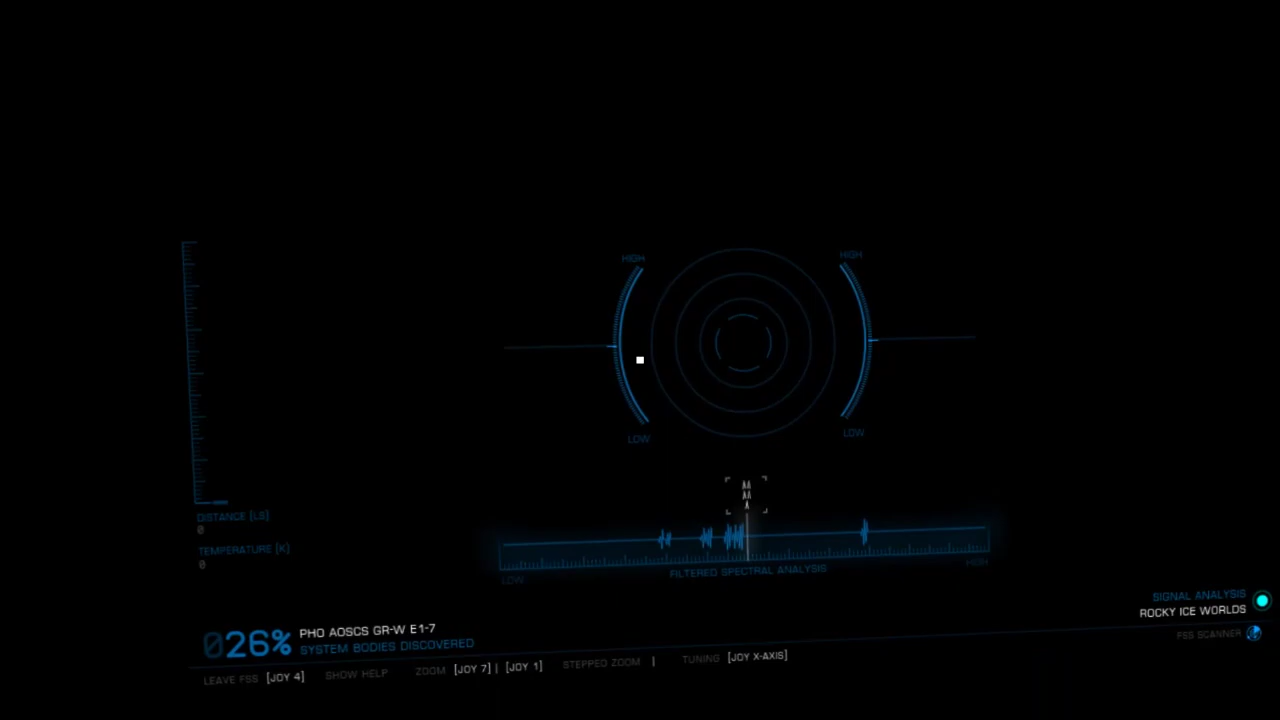 HIGH
HIGH
LOW
LOW
DISTANCE [LS]
0
TEMPERATURE [K]
0
LOW
FILTERED SPECTRAL ANALYSIS
HIGH
SIGNAL ANALYSIS
ROCKY ICE WORLDS
FSS SCANNER
026%
PHO AOSCS GR-W E1-7
SYSTEM BODIES DISCOVERED
LEAVE FSS [JOY 4] SHOW HELP ZOOM [JOY 7] | [JOY 1] STEPPED ZOOM | TUNING [JOY X-AXIS]